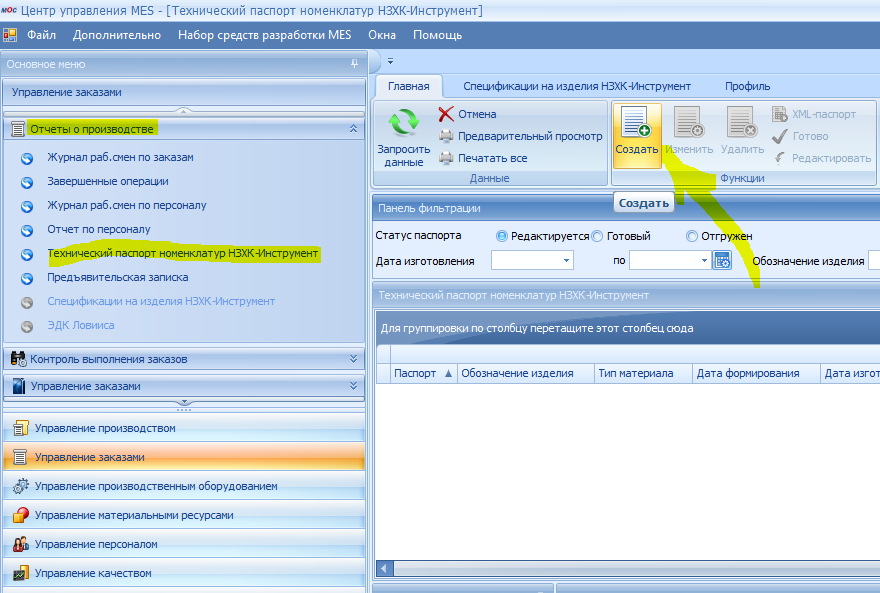 МОС Центр управления MES - [Технический паспорт номенклатур НЗХК-Инструмент]
Файл Дополнительно Набор средств разработки MES Окна Помощь
Основное меню
Управление заказами
Отчеты о производстве
Журнал раб.смен по заказам
Завершенные операции
Журнал раб.смен по персоналу
Отчет по персоналу
Технический паспорт номенклатур НЗХК-Инструмент
Предъявительская записка
Спецификации на изделия НЗХК-Инструмент
ЭДК Ловииса
Контроль выполнения заказов
Управление заказами
Управление производством
Управление заказами
Управление производственным оборудованием
Управление материальными ресурсами
Управление персоналом
Управление качеством
Главная Спецификации на изделия НЗХК-Инструмент Профиль
Запросить
данные
Отмена
Предварительный просмотр
Печатать все
Данные
Создать Изменить Удалить
XML-паспорт
Готово
Редактировать
Функции
Создать
Панель фильтрации
Статус паспорта Редактируется Готовый Отгружен
Дата изготовления по Обозначение изделия
Технический паспорт номенклатур НЗХК-Инструмент
Для группировки по столбцу перетащите этот столбец сюда
Паспорт Обозначение изделия Тип материала Дата формирования Дата изгот